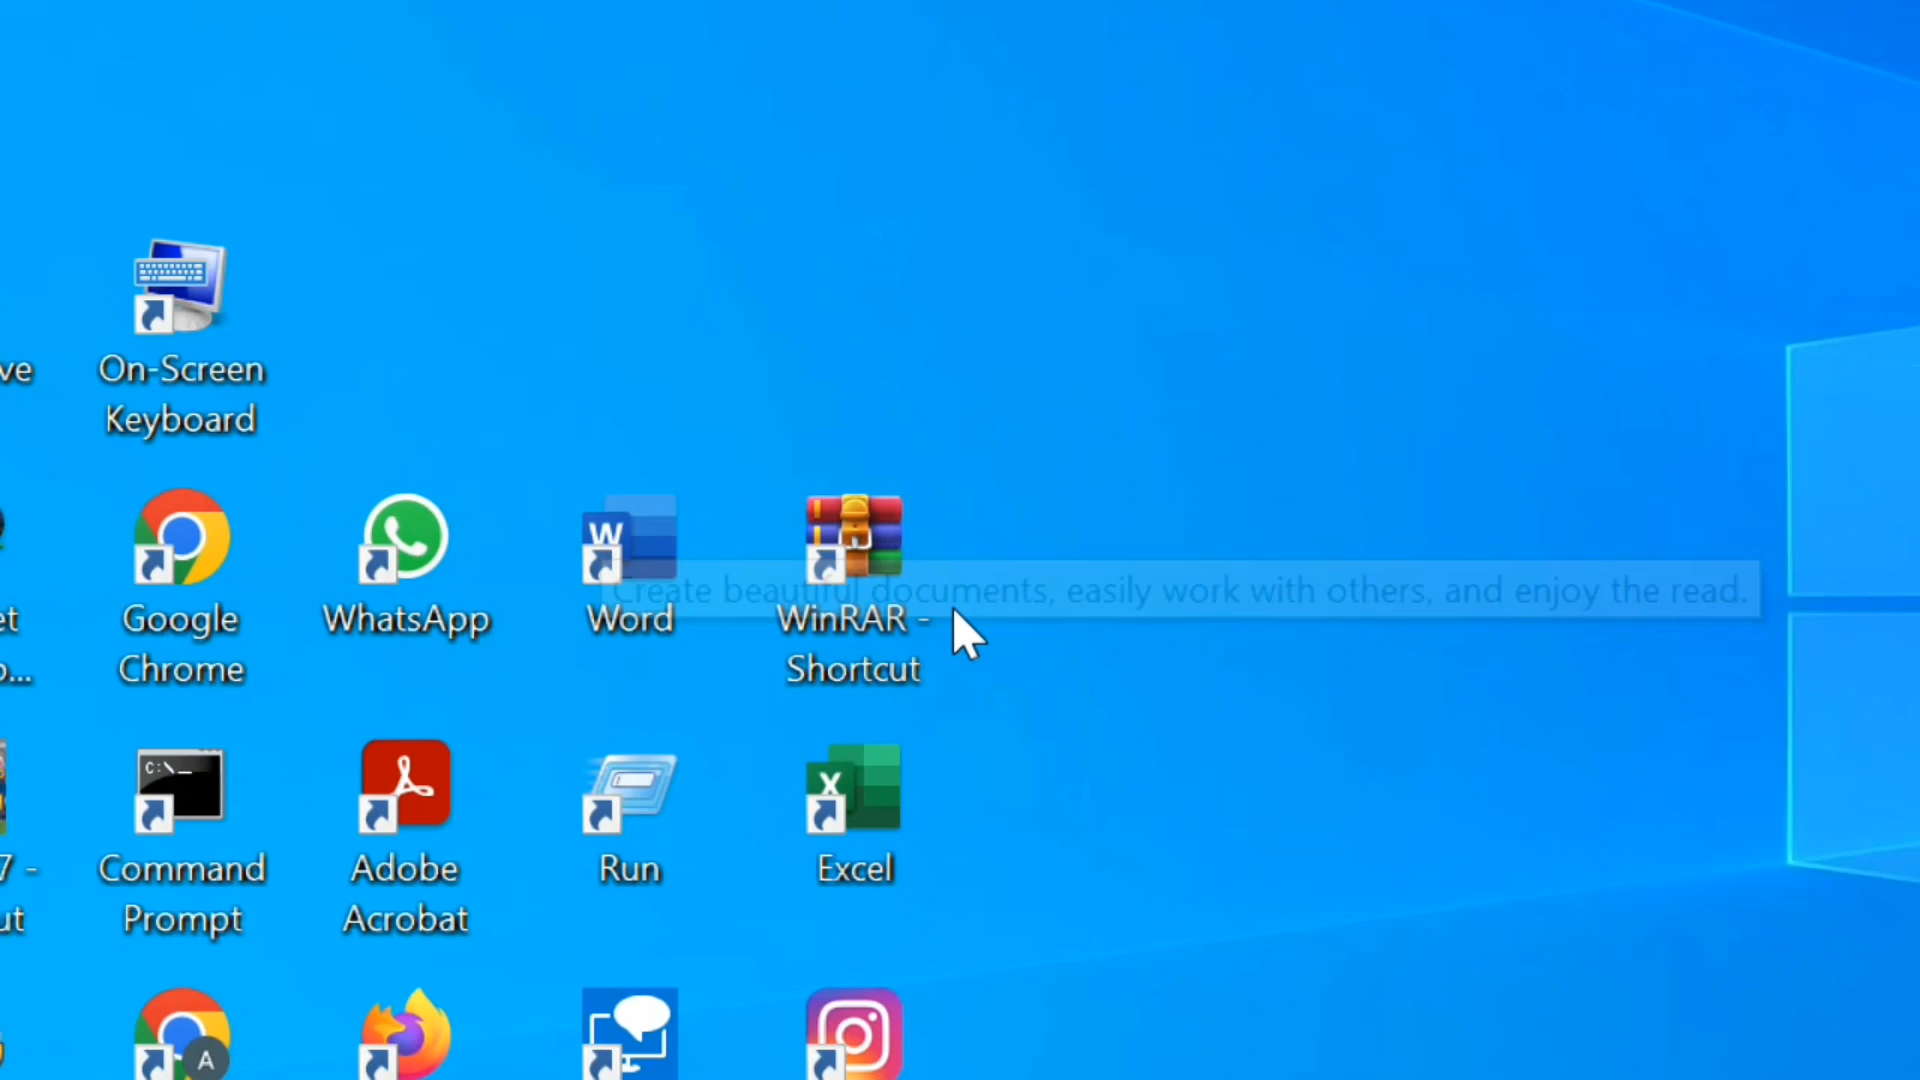 ve
On-Screen
Keyboard
W
Create beautiful documents, easily work with others, and enjoy the read.
et
Google
Chrome
WhatsApp
Word
WinRAR -
Shortcut
...
C:\_
X
7 -
ut
Command
Prompt
Adobe
Acrobat
Run
Excel
A